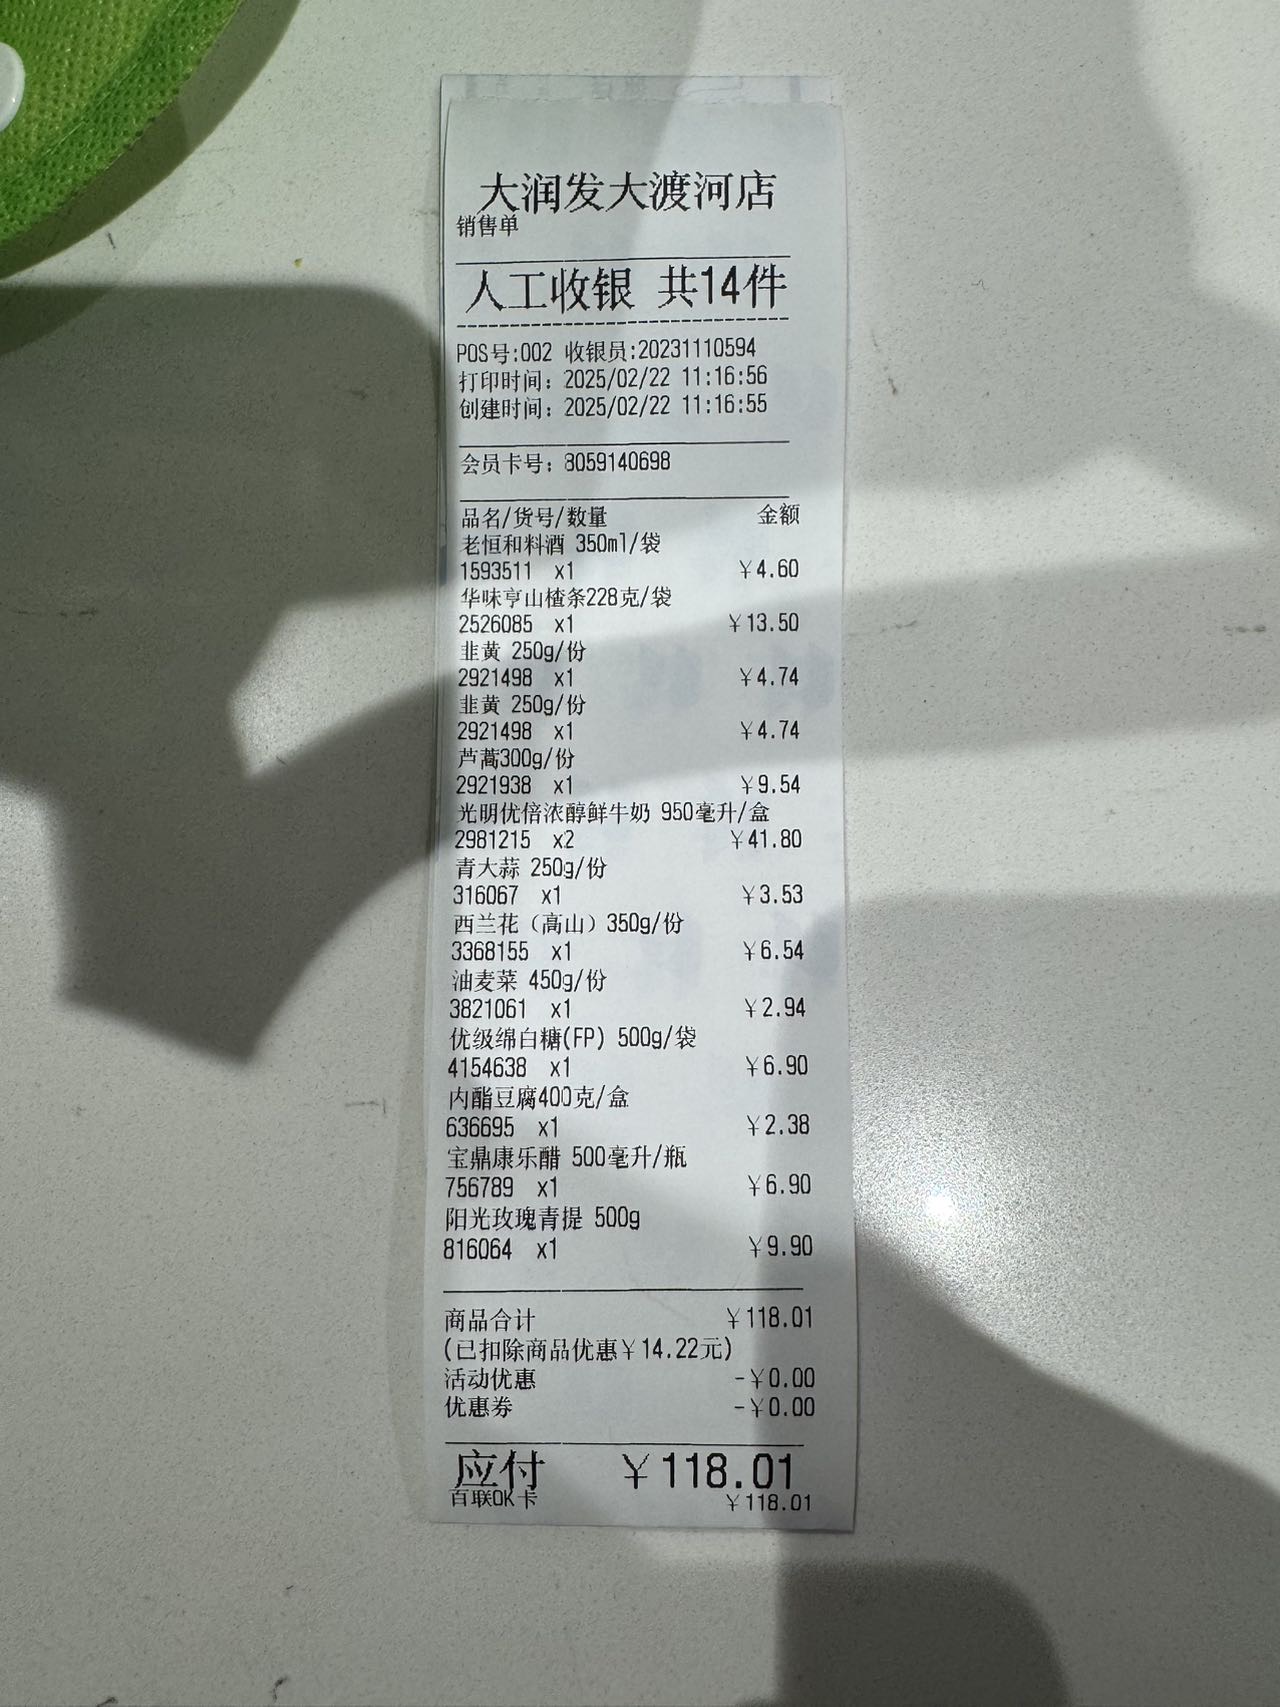 大润发大渡河店
销售单
人工收银 共14件
POS号:002 收银员:20231110594
打印时间: 2025/02/22 11:16:56
创建时间: 2025/02/22 11:16:55
会员卡号: 8059140698
品名/货号/数量 金额
老恒和料酒 350ml/袋
1593511 x1 ¥4.60
华味亨山楂条228克/袋
2526085 x1 ¥13.50
韭黄 250g/份
2921498 x1 ¥4.74
韭黄 250g/份
2921498 x1 ¥4.74
芦蒿300g/份
2921938 x1 ¥9.54
光明优倍浓醇鲜牛奶 950毫升/盒
2981215 x2 ¥41.80
青大蒜 250g/份
316067 x1 ¥3.53
西兰花（高山）350g/份
3368155 x1 ¥6.54
油麦菜 450g/份
3821061 x1 ¥2.94
优级绵白糖(FP) 500g/袋
4154638 x1 ¥6.90
内酯豆腐400克/盒
636695 x1 ¥2.38
宝鼎康乐醋 500毫升/瓶
756789 x1 ¥6.90
阳光玫瑰青提 500g
816064 x1 ¥9.90
商品合计 ¥118.01
(已扣除商品优惠¥14.22元)
活动优惠 -¥0.00
优惠券 -¥0.00
应付 ¥118.01
百联OK卡 ¥118.01